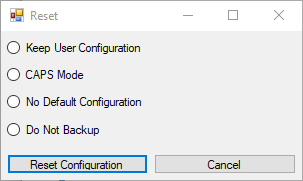 Reset
Keep User Configuration
CAPS Mode
No Default Configuration
Do Not Backup
Reset Configuration Cancel